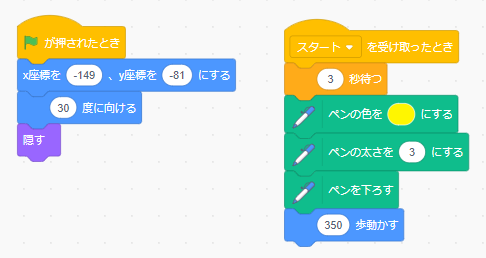 が押されたとき
x座標を -149 、y座標を -81 にする
30 度に向ける
隠す
スタート を受け取ったとき
3 秒待つ
ペンの色を にする
ペンの太さを 3 にする
ペンを下ろす
350 歩動かす